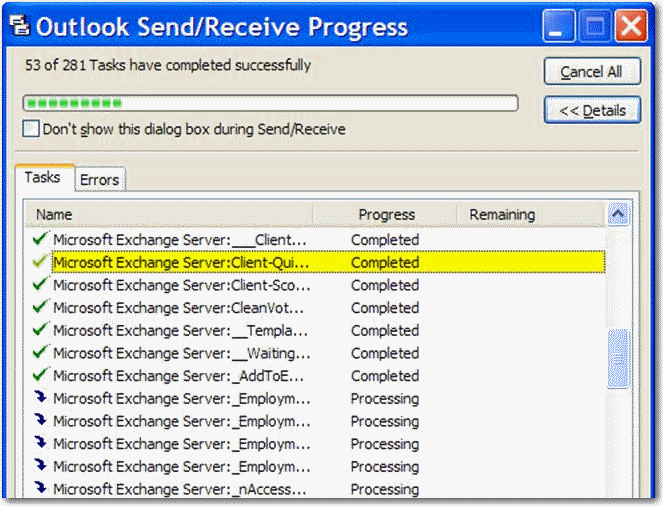 Outlook Send/Receive Progress
53 of 281 Tasks have completed successfully
Cancel All
<< Details
Don't show this dialog box during Send/Receive
Tasks Errors
Name Progress Remaining
Microsoft Exchange Server:___Client... Completed
Microsoft Exchange Server:Client-Qui... Completed
Microsoft Exchange Server:Client-Sco... Completed
Microsoft Exchange Server:CleanVot... Completed
Microsoft Exchange Server:__Templa... Completed
Microsoft Exchange Server:__Waiting... Completed
Microsoft Exchange Server:_AddToE... Completed
Microsoft Exchange Server:_Employm... Processing
Microsoft Exchange Server:_Employm... Processing
Microsoft Exchange Server:_Employm... Processing
Microsoft Exchange Server:_Employm... Processing
Microsoft Exchange Server:_nAccess... Processing